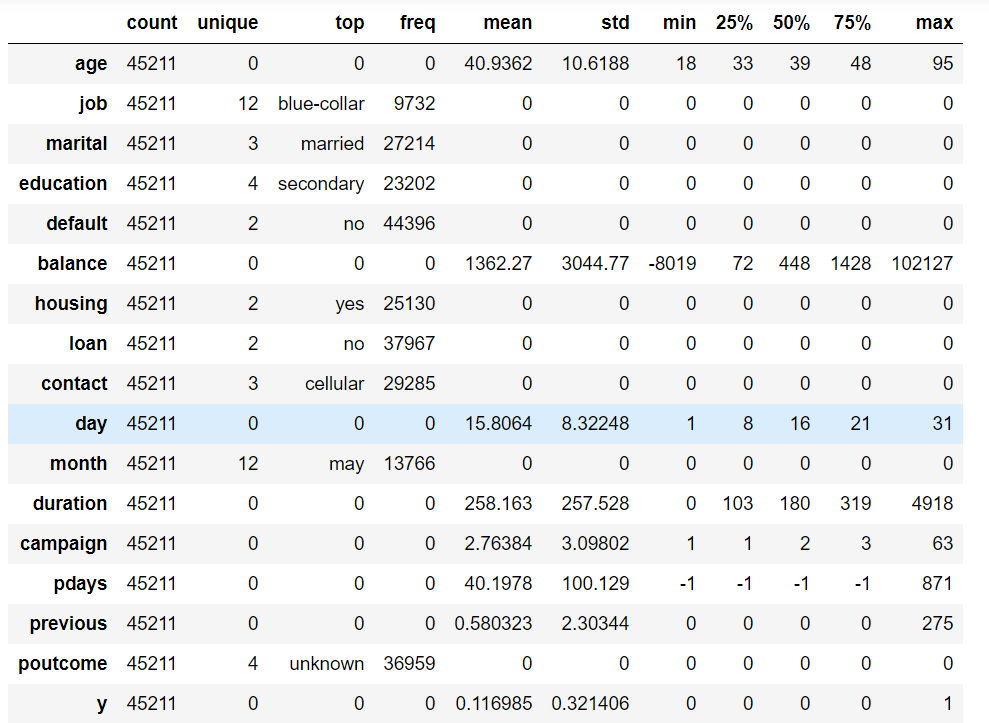 count unique top freq mean std min 25% 50% 75% max
age 45211 0 0 0 40.9362 10.6188 18 33 39 48 95
job 45211 12 blue-collar 9732 0 0 0 0 0 0 0
marital 45211 3 married 27214 0 0 0 0 0 0 0
education 45211 4 secondary 23202 0 0 0 0 0 0 0
default 45211 2 no 44396 0 0 0 0 0 0 0
balance 45211 0 0 0 1362.27 3044.77 -8019 72 448 1428 102127
housing 45211 2 yes 25130 0 0 0 0 0 0 0
loan 45211 2 no 37967 0 0 0 0 0 0 0
contact 45211 3 cellular 29285 0 0 0 0 0 0 0
day 45211 0 0 0 15.8064 8.32248 1 8 16 21 31
month 45211 12 may 13766 0 0 0 0 0 0 0
duration 45211 0 0 0 258.163 257.528 0 103 180 319 4918
campaign 45211 0 0 0 2.76384 3.09802 1 1 2 3 63
pdays 45211 0 0 0 40.1978 100.129 -1 -1 -1 -1 871
previous 45211 0 0 0 0.580323 2.30344 0 0 0 0 275
poutcome 45211 4 unknown 36959 0 0 0 0 0 0 0
y 45211 0 0 0 0.116985 0.321406 0 0 0 0 1